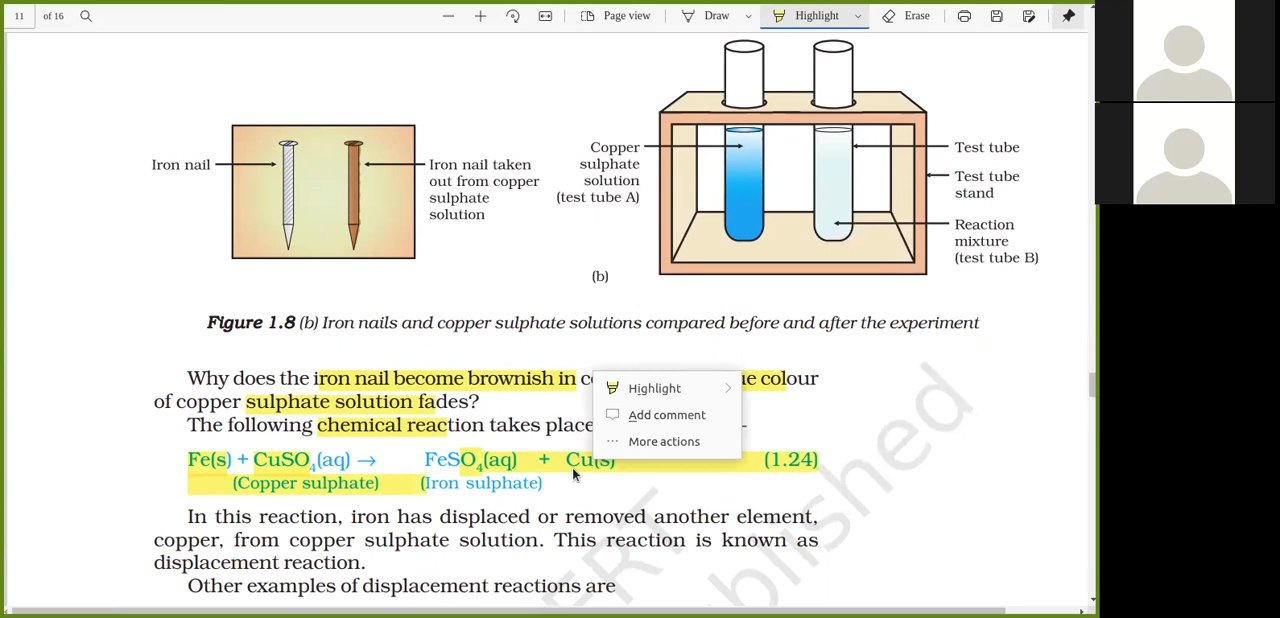 11 of 16 Page view Draw Highlight Erase
Iron nail
Iron nail taken
out from copper
sulphate
solution
Copper
sulphate
solution
(test tube A)
Test tube
Test tube
stand
Reaction
mixture
(test tube B)
(b)
Figure 1.8 (b) Iron nails and copper sulphate solutions compared before and after the experiment
Why does the iron nail become brownish in colour
of copper sulphate solution fades?
The following chemical reaction takes place
Highlight
Add comment
More actions
Fe(s) + CuSO₄(aq) → FeSO₄(aq) + Cu(s) (1.24)
(Copper sulphate) (Iron sulphate)
In this reaction, iron has displaced or removed another element,
copper, from copper sulphate solution. This reaction is known as
displacement reaction.
Other examples of displacement reactions are